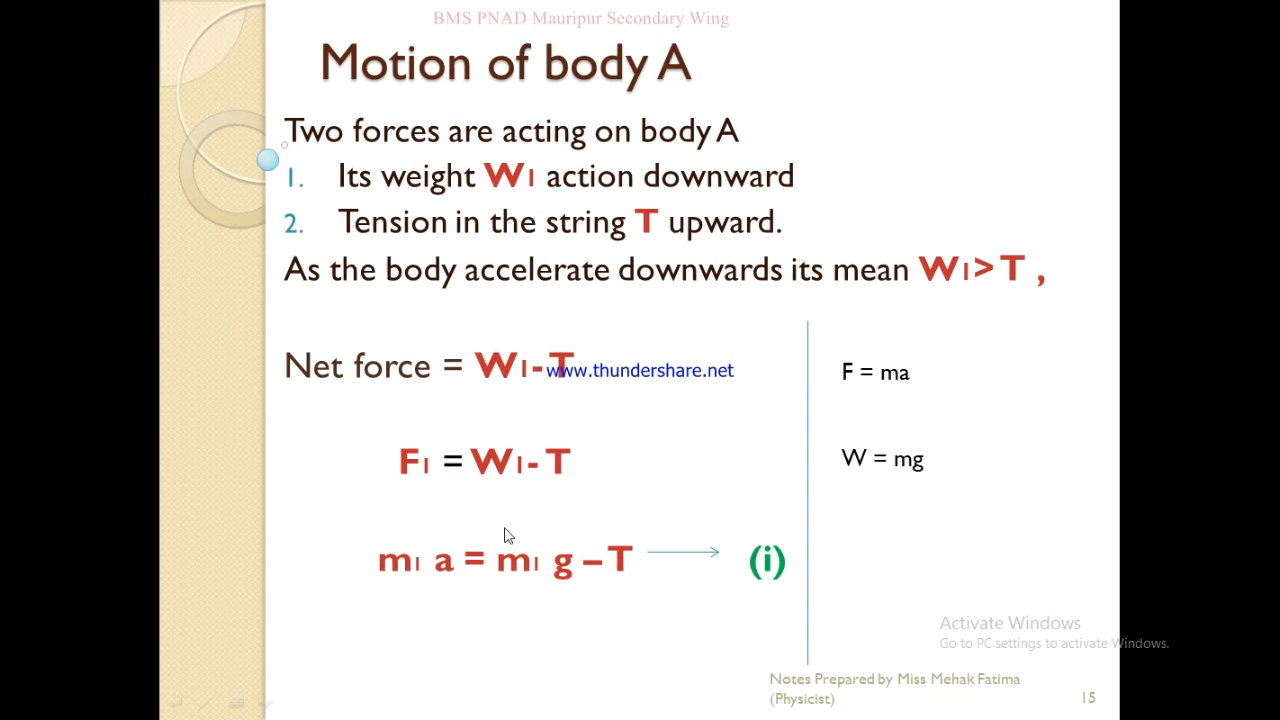 BMS PNAD Mauripur Secondary Wing
Motion of body A
Two forces are acting on body A
1. Its weight W1 action downward
2. Tension in the string T upward.
As the body accelerate downwards its mean W1> T ,
Net force = W1-T
www.thundershare.net
F1 = W1- T
m1 a = m1 g – T (i)
F = ma
W = mg
Activate Windows
Go to PC settings to activate Windows.
Notes Prepared by Miss Mehak Fatima
(Physicist)
15